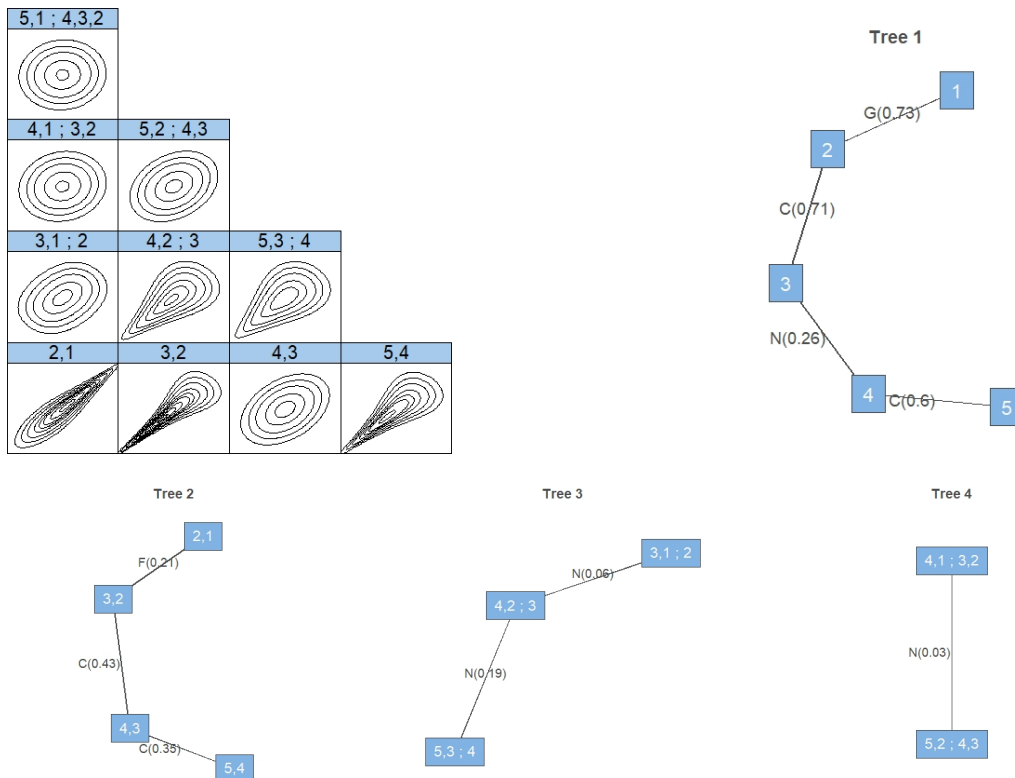 5,1 ; 4,3,2
4,1 ; 3,2
5,2 ; 4,3
3,1 ; 2
4,2 ; 3
5,3 ; 4
2,1
3,2
4,3
5,4
Tree 1
1
G(0.73)
2
C(0.71)
3
N(0.26)
4
C(0.6)
5
Tree 2
2,1
F(0.21)
3,2
C(0.43)
4,3
C(0.35)
5,4
Tree 3
3,1 ; 2
N(0.06)
4,2 ; 3
N(0.19)
5,3 ; 4
Tree 4
4,1 ; 3,2
N(0.03)
5,2 ; 4,3